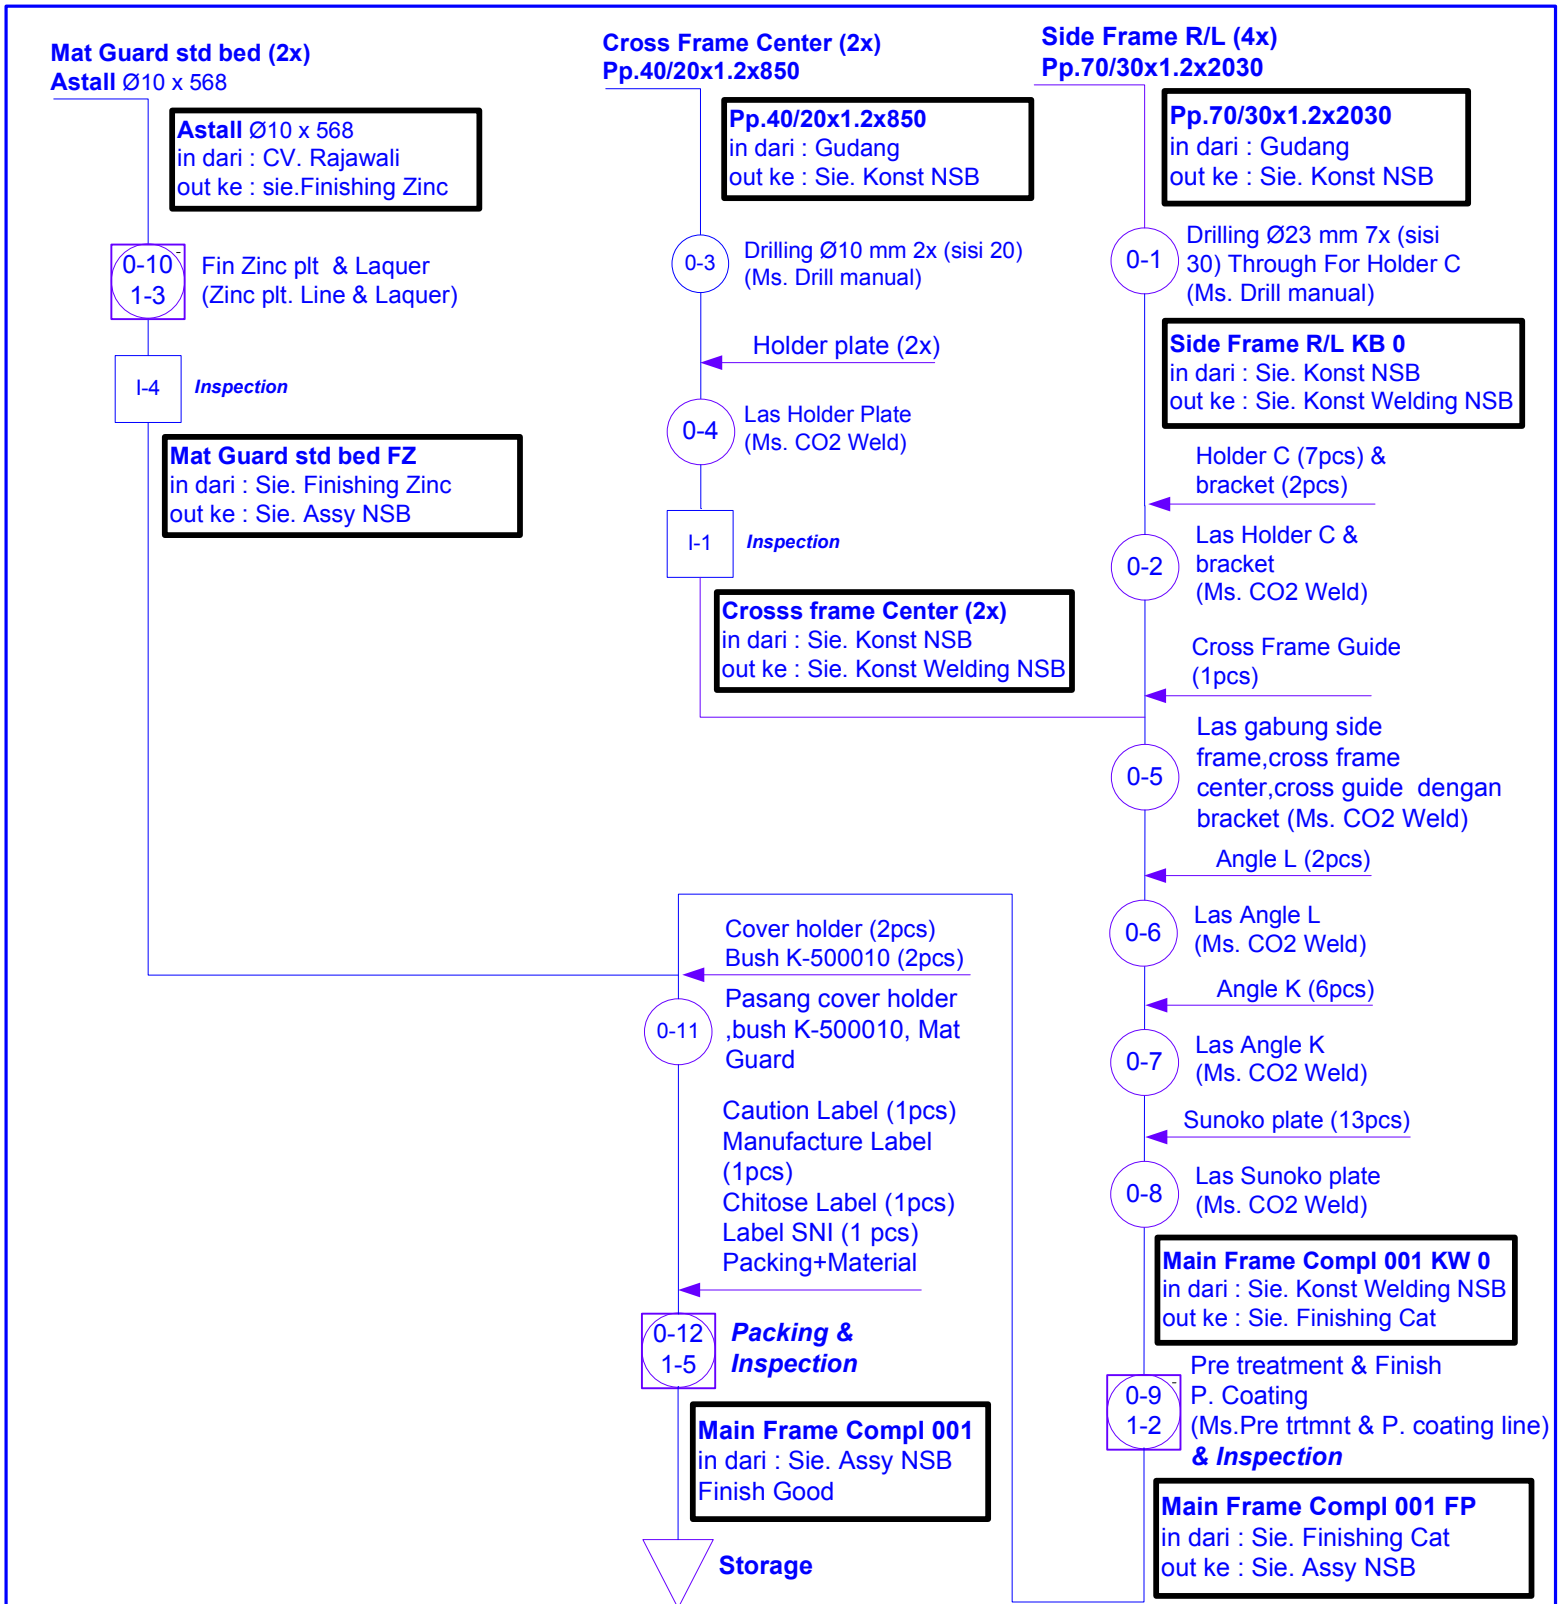 Mat Guard std bed (2x)
Astall Ø10 x 568
Astall Ø10 x 568
in dari : CV. Rajawali
out ke : sie.Finishing Zinc
0-10
1-3
Fin Zinc plt & Laquer
(Zinc plt. Line & Laquer)
I-4
Inspection
Mat Guard std bed FZ
in dari : Sie. Finishing Zinc
out ke : Sie. Assy NSB
Cross Frame Center (2x)
Pp.40/20x1.2x850
Pp.40/20x1.2x850
in dari : Gudang
out ke : Sie. Konst NSB
0-3
Drilling Ø10 mm 2x (sisi 20)
(Ms. Drill manual)
Holder plate (2x)
0-4
Las Holder Plate
(Ms. CO2 Weld)
I-1
Inspection
Crosss frame Center (2x)
in dari : Sie. Konst NSB
out ke : Sie. Konst Welding NSB
Side Frame R/L (4x)
Pp.70/30x1.2x2030
Pp.70/30x1.2x2030
in dari : Gudang
out ke : Sie. Konst NSB
0-1
Drilling Ø23 mm 7x (sisi
30) Through For Holder C
(Ms. Drill manual)
Side Frame R/L KB 0
in dari : Sie. Konst NSB
out ke : Sie. Konst Welding NSB
Holder C (7pcs) &
bracket (2pcs)
0-2
Las Holder C &
bracket
(Ms. CO2 Weld)
Cross Frame Guide
(1pcs)
0-5
Las gabung side
frame,cross frame
center,cross guide dengan
bracket (Ms. CO2 Weld)
Angle L (2pcs)
0-6
Las Angle L
(Ms. CO2 Weld)
Angle K (6pcs)
0-7
Las Angle K
(Ms. CO2 Weld)
Sunoko plate (13pcs)
0-8
Las Sunoko plate
(Ms. CO2 Weld)
Main Frame Compl 001 KW 0
in dari : Sie. Konst Welding NSB
out ke : Sie. Finishing Cat
0-9
1-2
Pre treatment & Finish
P. Coating
(Ms.Pre trtmnt & P. coating line)
& Inspection
Main Frame Compl 001 FP
in dari : Sie. Finishing Cat
out ke : Sie. Assy NSB
Cover holder (2pcs)
Bush K-500010 (2pcs)
0-11
Pasang cover holder
,bush K-500010, Mat
Guard
Caution Label (1pcs)
Manufacture Label
(1pcs)
Chitose Label (1pcs)
Label SNI (1 pcs)
Packing+Material
0-12
1-5
Packing &
Inspection
Main Frame Compl 001
in dari : Sie. Assy NSB
Finish Good
Storage